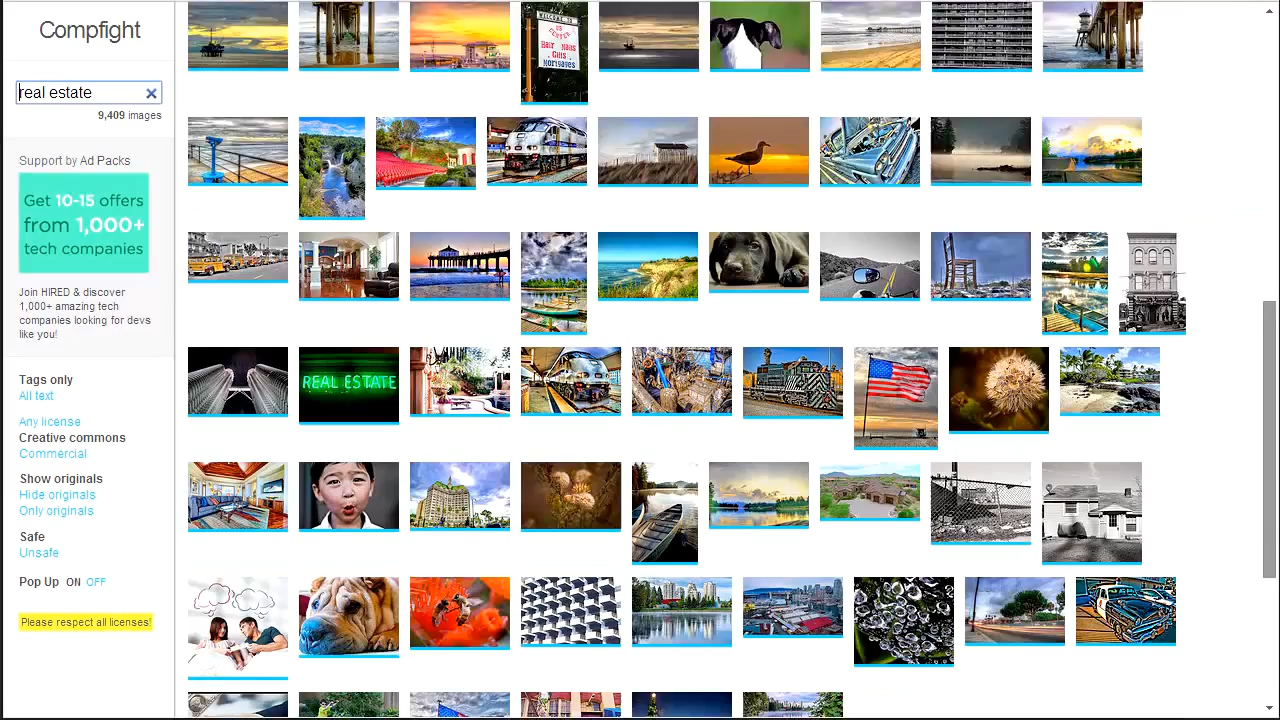 Compfight
real estate
9,409 images
Support by Ad Packs
Get 10-15 offers
from 1,000+
tech companies
Join HIRED & discover
1,000+ amazing tech
companies looking for devs
like you!
Tags only
All text
Any license
Creative commons
Commercial
Show originals
Hide originals
Only originals
Safe
Unsafe
Pop Up ON OFF
Please respect all licenses!
REAL ESTATE